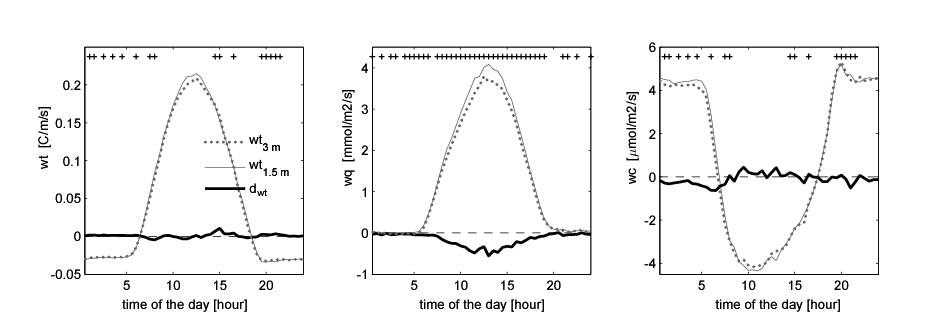 wt [C/m/s]
0.2
0.15
0.1
0.05
0
-0.05
5 10 15 20
time of the day [hour]
wt3 m
wt1.5 m
dwt
wq [mmol/m2/s]
4
3
2
1
0
-1
5 10 15 20
time of the day [hour]
wc [μmol/m2/s]
6
4
2
0
-2
-4
5 10 15 20
time of the day [hour]